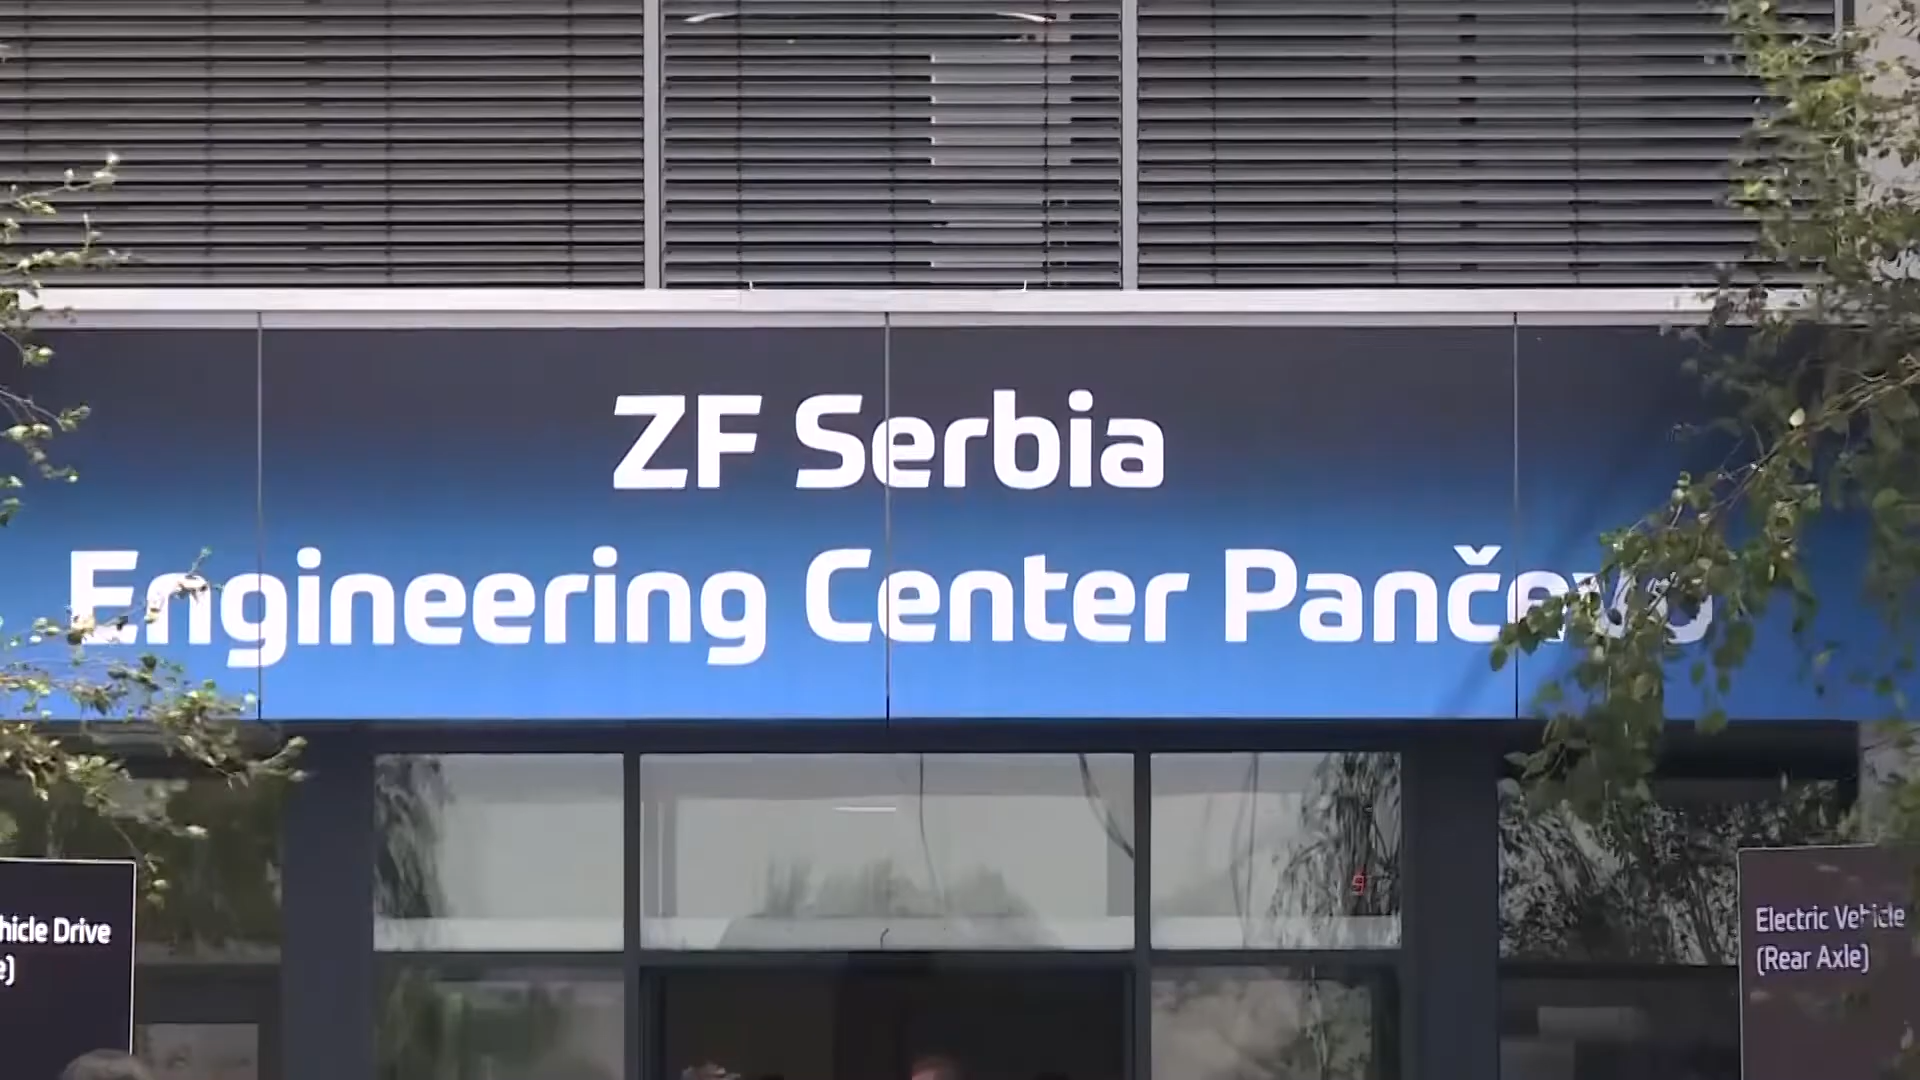 ZF Serbia
Engineering Center Pančevo
hicle Drive
e)
Electric Vehicle
(Rear Axle)